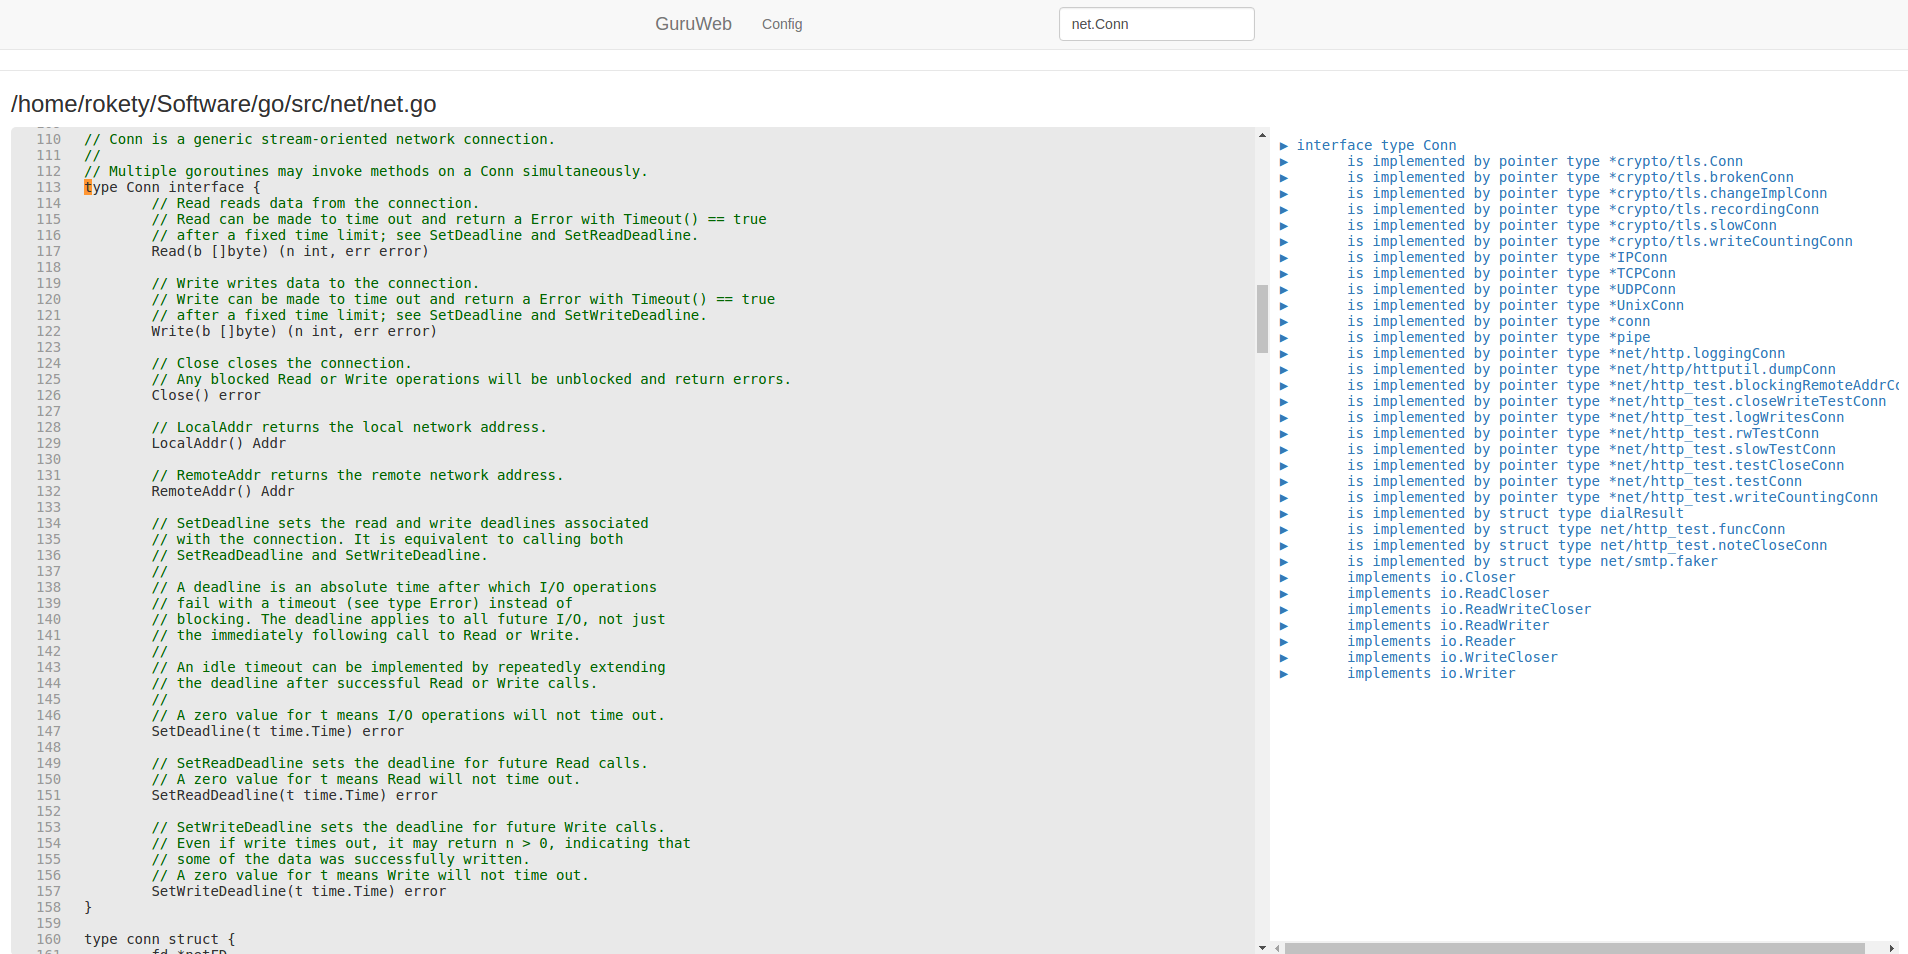 GuruWeb Config net.Conn
/home/rokety/Software/go/src/net/net.go
110 // Conn is a generic stream-oriented network connection.
111 //
112 // Multiple goroutines may invoke methods on a Conn simultaneously.
113 type Conn interface {
114 // Read reads data from the connection.
115 // Read can be made to time out and return a Error with Timeout() == true
116 // after a fixed time limit; see SetDeadline and SetReadDeadline.
117 Read(b []byte) (n int, err error)
118
119 // Write writes data to the connection.
120 // Write can be made to time out and return a Error with Timeout() == true
121 // after a fixed time limit; see SetDeadline and SetWriteDeadline.
122 Write(b []byte) (n int, err error)
123
124 // Close closes the connection.
125 // Any blocked Read or Write operations will be unblocked and return errors.
126 Close() error
127
128 // LocalAddr returns the local network address.
129 LocalAddr() Addr
130
131 // RemoteAddr returns the remote network address.
132 RemoteAddr() Addr
133
134 // SetDeadline sets the read and write deadlines associated
135 // with the connection. It is equivalent to calling both
136 // SetReadDeadline and SetWriteDeadline.
137 //
138 // A deadline is an absolute time after which I/O operations
139 // fail with a timeout (see type Error) instead of
140 // blocking. The deadline applies to all future I/O, not just
141 // the immediately following call to Read or Write.
142 //
143 // An idle timeout can be implemented by repeatedly extending
144 // the deadline after successful Read or Write calls.
145 //
146 // A zero value for t means I/O operations will not time out.
147 SetDeadline(t time.Time) error
148
149 // SetReadDeadline sets the deadline for future Read calls.
150 // A zero value for t means Read will not time out.
151 SetReadDeadline(t time.Time) error
152
153 // SetWriteDeadline sets the deadline for future Write calls.
154 // Even if write times out, it may return n > 0, indicating that
155 // some of the data was successfully written.
156 // A zero value for t means Write will not time out.
157 SetWriteDeadline(t time.Time) error
158 }
159
160 type conn struct {
161 fd *netFD
▶ interface type Conn
▶ is implemented by pointer type *crypto/tls.Conn
▶ is implemented by pointer type *crypto/tls.brokenConn
▶ is implemented by pointer type *crypto/tls.changeImplConn
▶ is implemented by pointer type *crypto/tls.recordingConn
▶ is implemented by pointer type *crypto/tls.slowConn
▶ is implemented by pointer type *crypto/tls.writeCountingConn
▶ is implemented by pointer type *IPConn
▶ is implemented by pointer type *TCPConn
▶ is implemented by pointer type *UDPConn
▶ is implemented by pointer type *UnixConn
▶ is implemented by pointer type *conn
▶ is implemented by pointer type *pipe
▶ is implemented by pointer type *net/http.loggingConn
▶ is implemented by pointer type *net/http/httputil.dumpConn
▶ is implemented by pointer type *net/http_test.blockingRemoteAddrCo
▶ is implemented by pointer type *net/http_test.closeWriteTestConn
▶ is implemented by pointer type *net/http_test.logWritesConn
▶ is implemented by pointer type *net/http_test.rwTestConn
▶ is implemented by pointer type *net/http_test.slowTestConn
▶ is implemented by pointer type *net/http_test.testCloseConn
▶ is implemented by pointer type *net/http_test.testConn
▶ is implemented by pointer type *net/http_test.writeCountingConn
▶ is implemented by struct type dialResult
▶ is implemented by struct type net/http_test.funcConn
▶ is implemented by struct type net/http_test.noteCloseConn
▶ is implemented by struct type net/smtp.faker
▶ implements io.Closer
▶ implements io.ReadCloser
▶ implements io.ReadWriteCloser
▶ implements io.ReadWriter
▶ implements io.Reader
▶ implements io.WriteCloser
▶ implements io.Writer